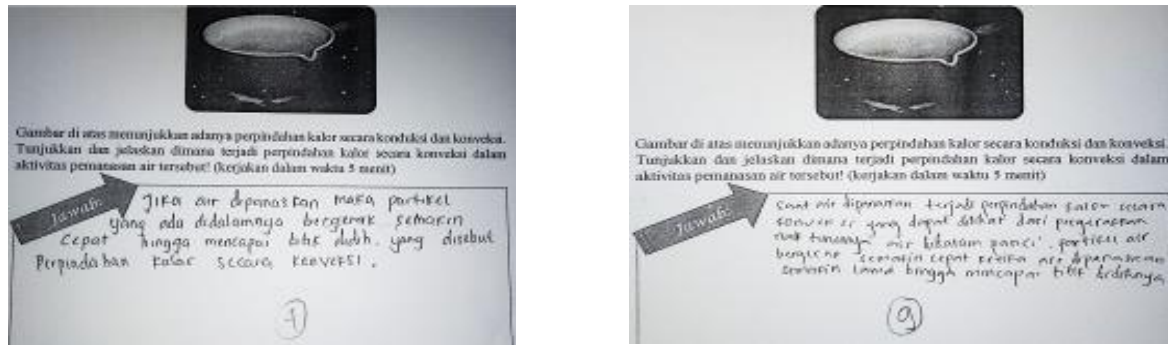 Gambar di atas menunjukkan adanya perpindahan kalor secara konduksi dan konveksi.
Tunjukkan dan jelaskan dimana terjadi perpindahan kalor secara konveksi dalam
aktivitas pemanasan air tersebut! (kerjakan dalam waktu 5 menit)
Jawab:
Jika air dipanaskan maka partikel
yang ada didalamnya bergerak semakin
cepat hingga mencapai titik didih. yang disebut
Perpindahan kalor secara konveksi.
Gambar di atas menunjukkan adanya perpindahan kalor secara konduksi dan konveksi.
Tunjukkan dan jelaskan dimana terjadi perpindahan kalor secara konveksi dalam
aktivitas pemanasan air tersebut! (kerjakan dalam waktu 5 menit)
Jawab:
Saat air dipanaskan terjadi perpindahan kalor secara
konveksi yang dapat dilihat dari pergerakan
air didalam panci. partikel air
bergerak semakin cepat ketika air dipanaskan
semakin lama hingga mencapai titik
9